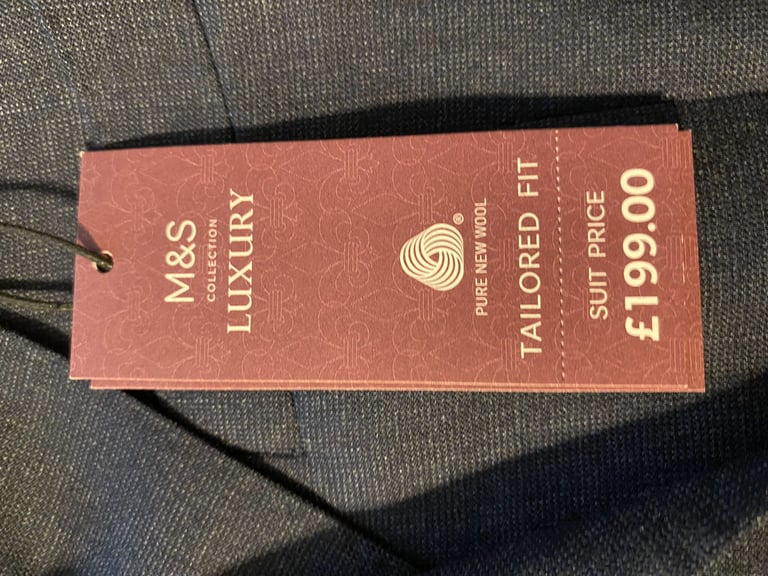 M&S
COLLECTION
LUXURY
®
PURE NEW WOOL
TAILORED FIT
SUIT PRICE
£199.00